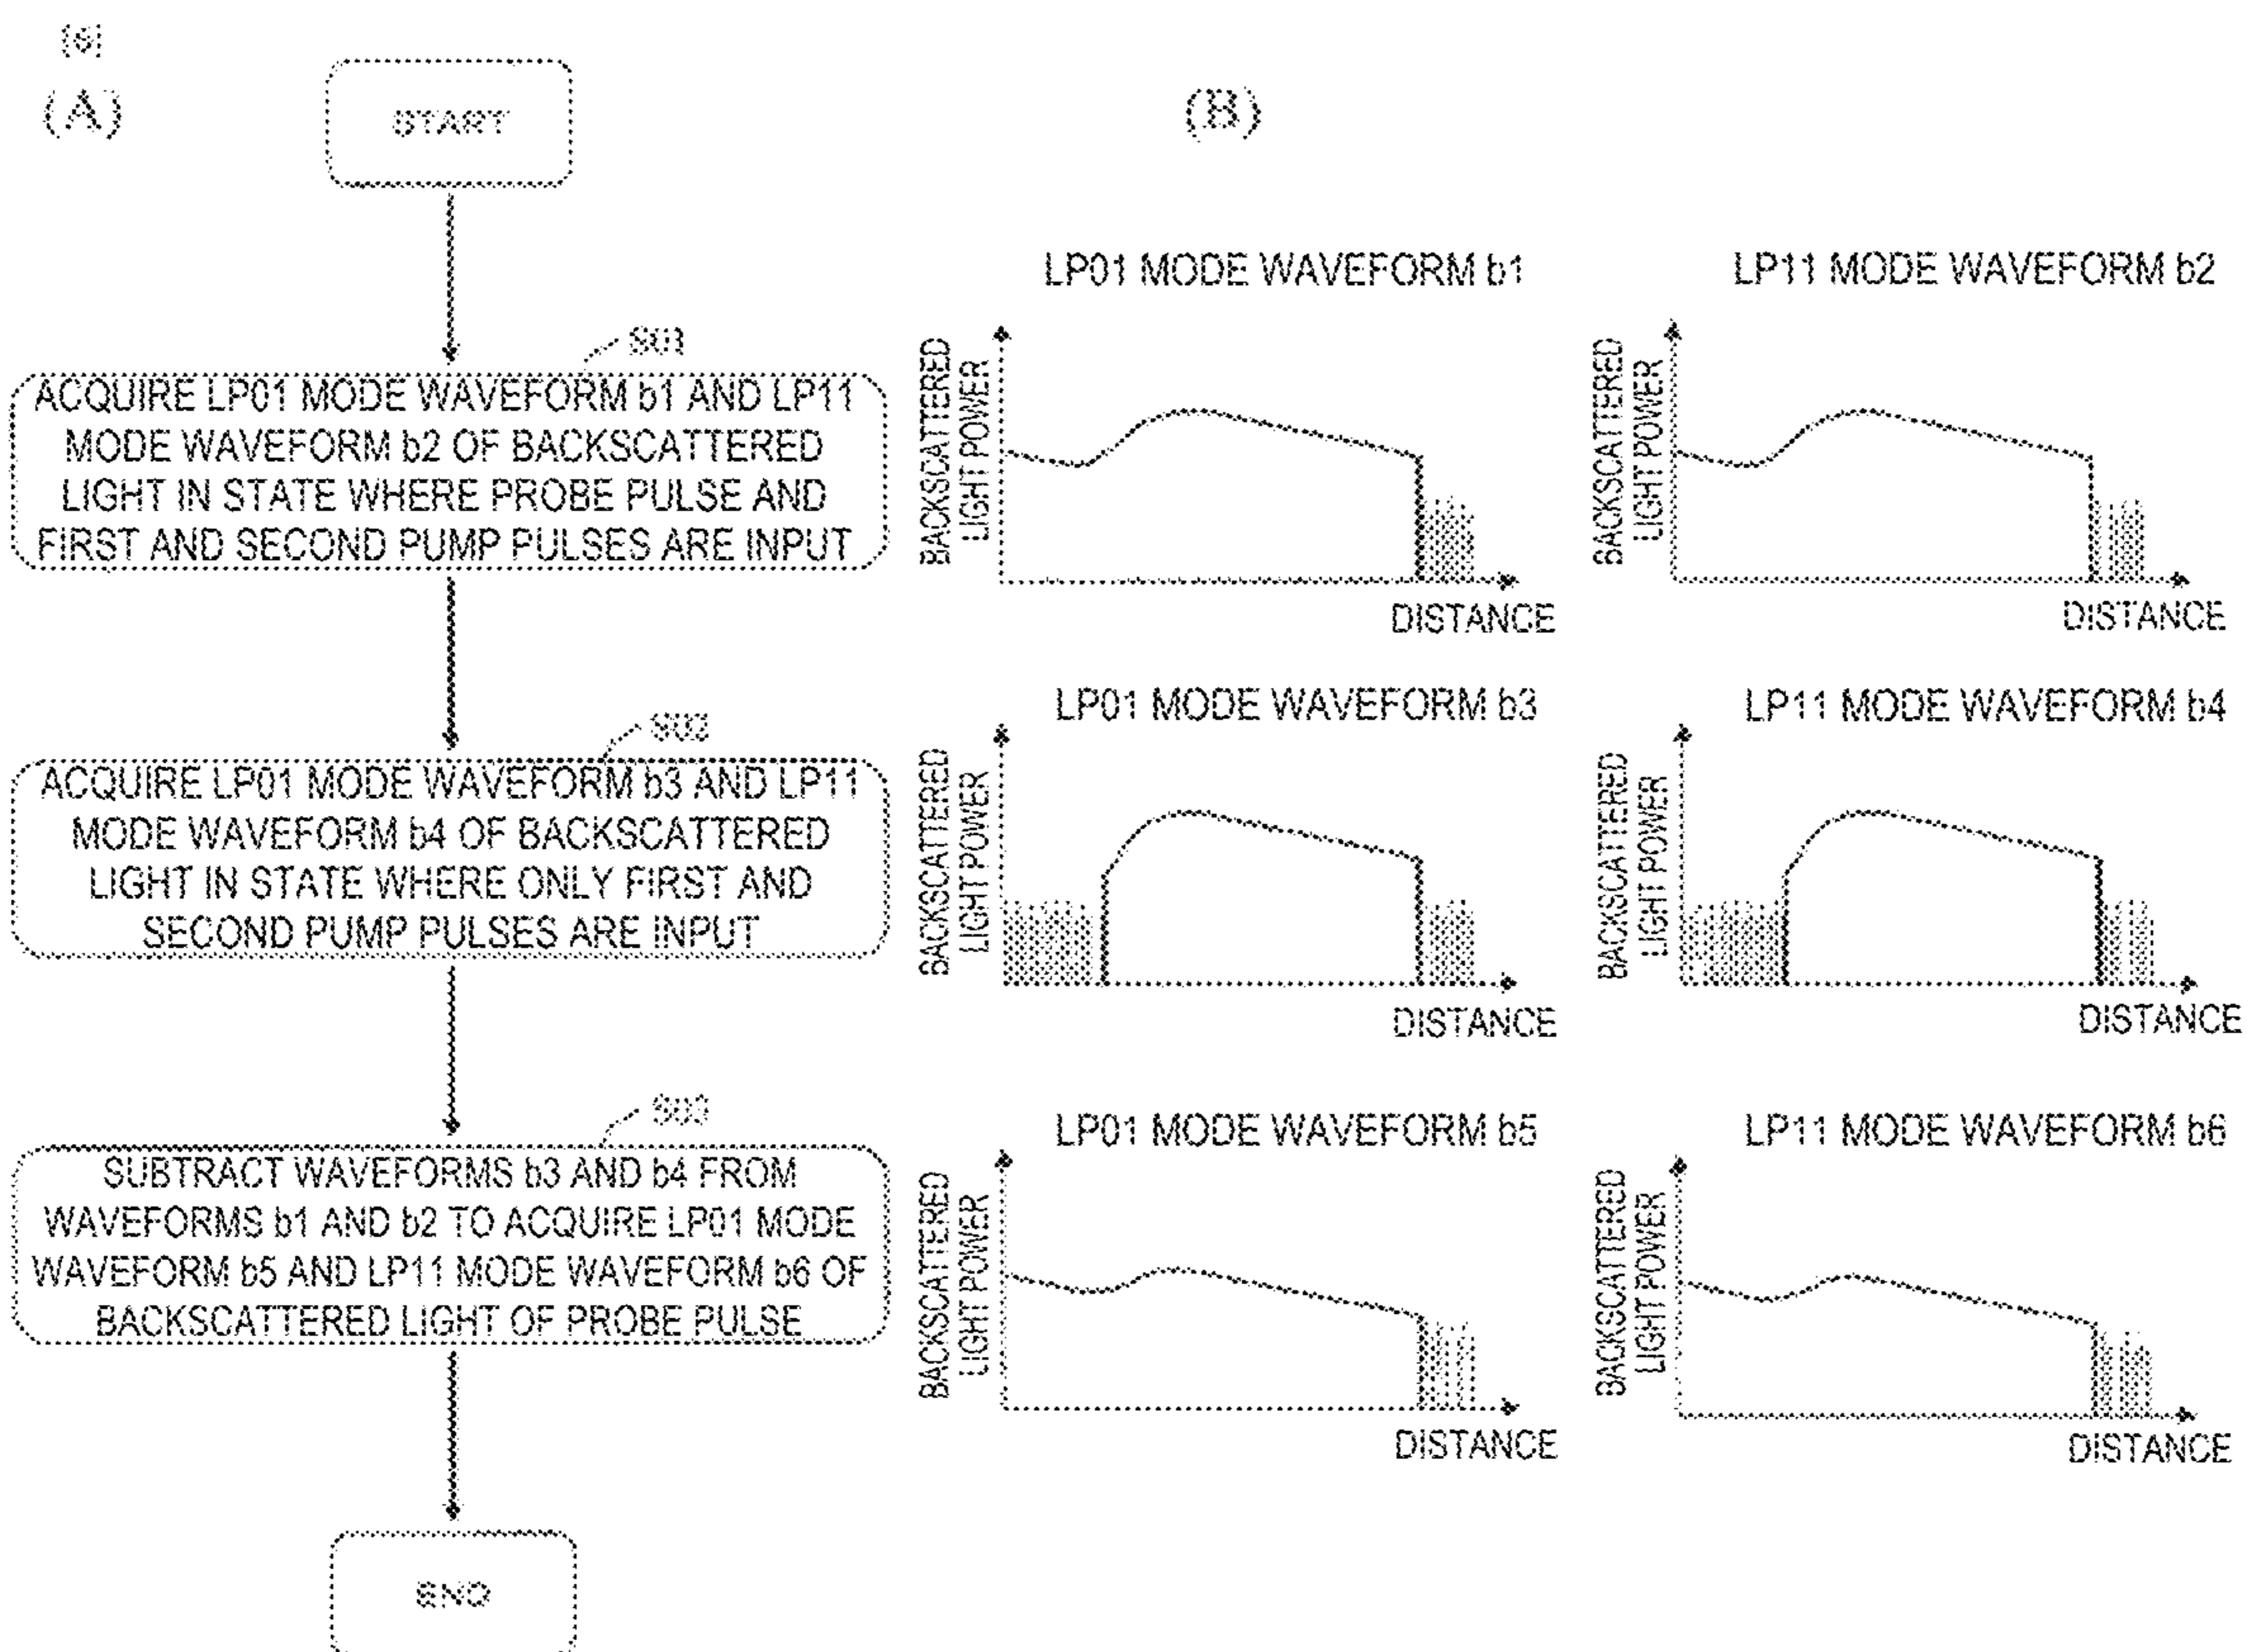 [6]
(A)
START
S01
ACQUIRE LP01 MODE WAVEFORM b1 AND LP11
MODE WAVEFORM b2 OF BACKSCATTERED
LIGHT IN STATE WHERE PROBE PULSE AND
FIRST AND SECOND PUMP PULSES ARE INPUT
S02
ACQUIRE LP01 MODE WAVEFORM b3 AND LP11
MODE WAVEFORM b4 OF BACKSCATTERED
LIGHT IN STATE WHERE ONLY FIRST AND
SECOND PUMP PULSES ARE INPUT
S03
SUBTRACT WAVEFORMS b3 AND b4 FROM
WAVEFORMS b1 AND b2 TO ACQUIRE LP01 MODE
WAVEFORM b5 AND LP11 MODE WAVEFORM b6 OF
BACKSCATTERED LIGHT OF PROBE PULSE
END
(B)
LP01 MODE WAVEFORM b1
BACKSCATTERED
LIGHT POWER
DISTANCE
LP11 MODE WAVEFORM b2
BACKSCATTERED
LIGHT POWER
DISTANCE
LP01 MODE WAVEFORM b3
BACKSCATTERED
LIGHT POWER
DISTANCE
LP11 MODE WAVEFORM b4
BACKSCATTERED
LIGHT POWER
DISTANCE
LP01 MODE WAVEFORM b5
BACKSCATTERED
LIGHT POWER
DISTANCE
LP11 MODE WAVEFORM b6
BACKSCATTERED
LIGHT POWER
DISTANCE